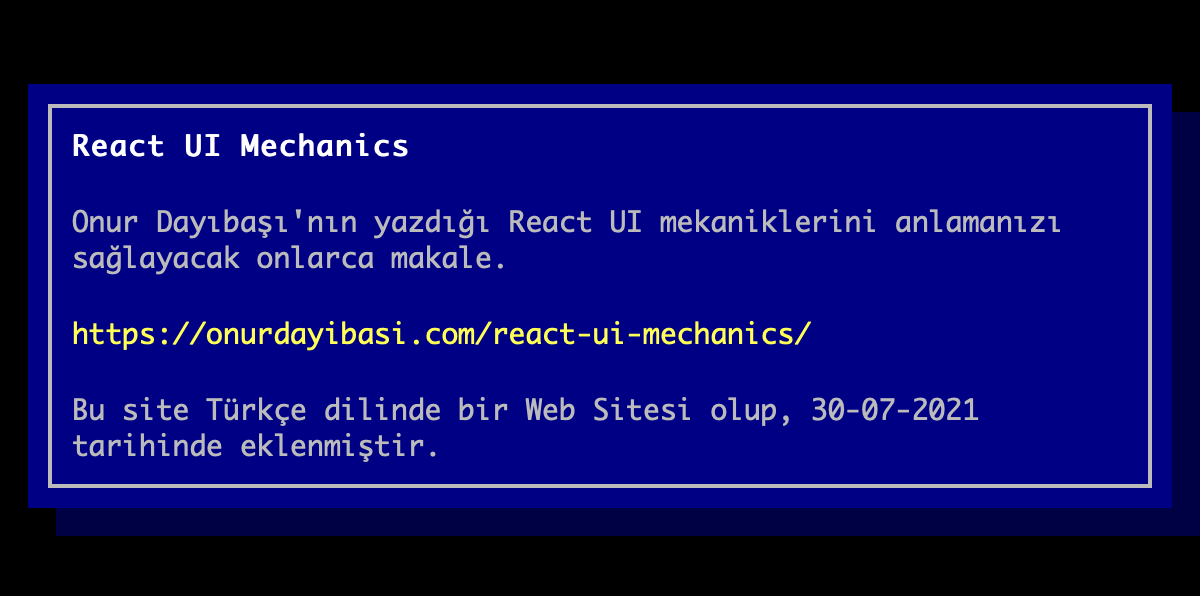 React UI Mechanics
Onur Dayıbaşı'nın yazdığı React UI mekaniklerini anlamanızı
sağlayacak onlarca makale.
https://onurdayibasi.com/react-ui-mechanics/
Bu site Türkçe dilinde bir Web Sitesi olup, 30-07-2021
tarihinde eklenmiştir.